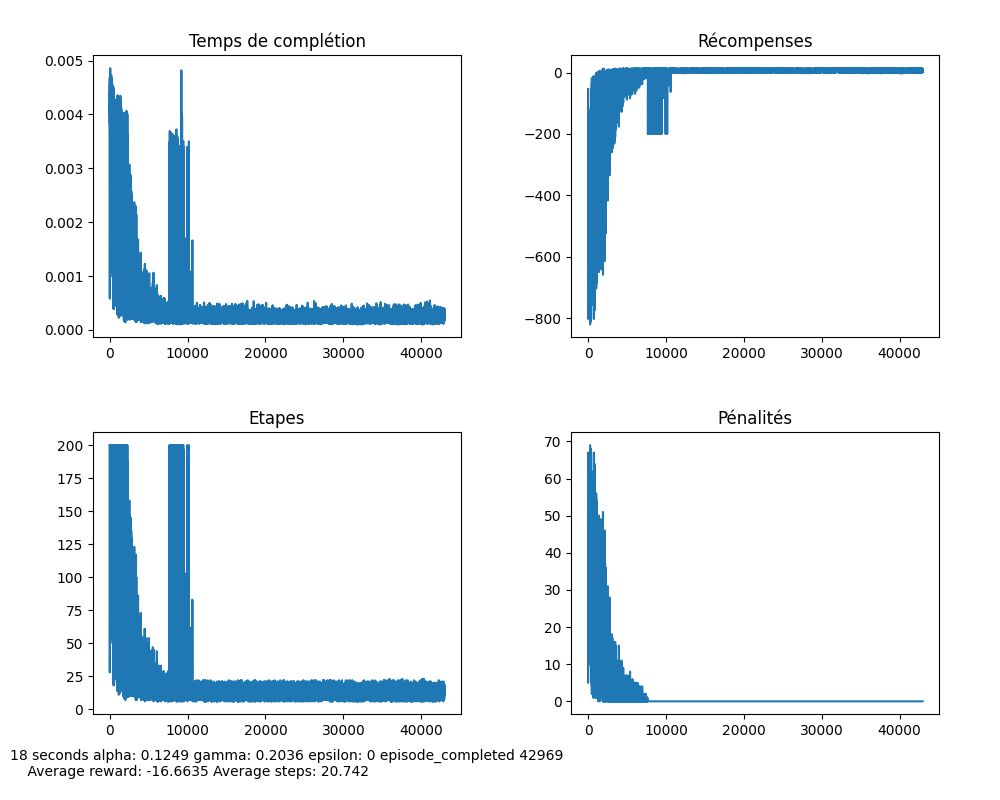 Temps de complétion
0.005
0.004
0.003
0.002
0.001
0.000
0 10000 20000 30000 40000
Récompenses
0
−200
−400
−600
−800
0 10000 20000 30000 40000
Etapes
200
175
150
125
100
75
50
25
0
0 10000 20000 30000 40000
Pénalités
70
60
50
40
30
20
10
0
0 10000 20000 30000 40000
18 seconds alpha: 0.1249 gamma: 0.2036 epsilon: 0 episode_completed 42969
Average reward: -16.6635 Average steps: 20.742